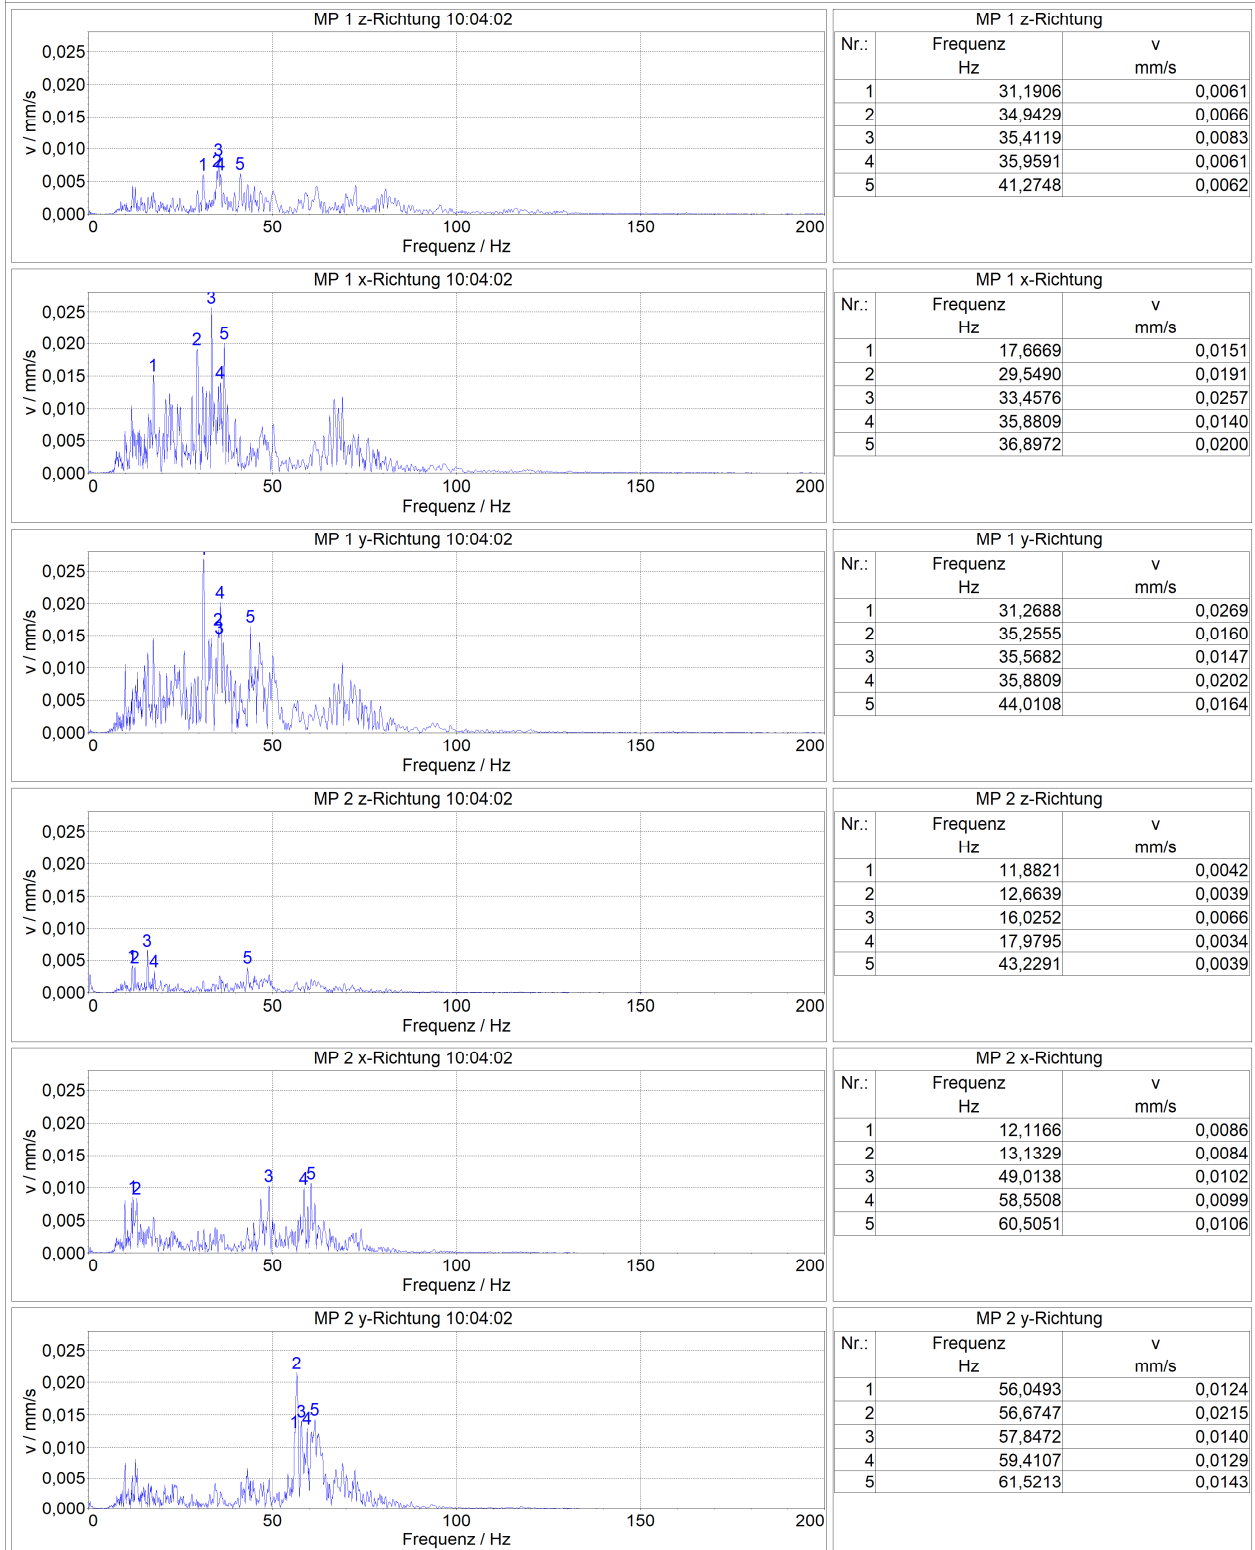 MP 1 z-Richtung 10:04:02
0,025
0,020
0,015
0,010
0,005
0,000
v / mm/s
1
2
3
4
5
0 50 100 150 200
Frequenz / Hz
MP 1 z-Richtung
Nr.: Frequenz v
Hz mm/s
1 31,1906 0,0061
2 34,9429 0,0066
3 35,4119 0,0083
4 35,9591 0,0061
5 41,2748 0,0062
MP 1 x-Richtung 10:04:02
0,025
0,020
0,015
0,010
0,005
0,000
v / mm/s
1
2
3
4
5
0 50 100 150 200
Frequenz / Hz
MP 1 x-Richtung
Nr.: Frequenz v
Hz mm/s
1 17,6669 0,0151
2 29,5490 0,0191
3 33,4576 0,0257
4 35,8809 0,0140
5 36,8972 0,0200
MP 1 y-Richtung 10:04:02
0,025
0,020
0,015
0,010
0,005
0,000
v / mm/s
2
3
4
5
0 50 100 150 200
Frequenz / Hz
MP 1 y-Richtung
Nr.: Frequenz v
Hz mm/s
1 31,2688 0,0269
2 35,2555 0,0160
3 35,5682 0,0147
4 35,8809 0,0202
5 44,0108 0,0164
MP 2 z-Richtung 10:04:02
0,025
0,020
0,015
0,010
0,005
0,000
v / mm/s
1
2
3
4
5
0 50 100 150 200
Frequenz / Hz
MP 2 z-Richtung
Nr.: Frequenz v
Hz mm/s
1 11,8821 0,0042
2 12,6639 0,0039
3 16,0252 0,0066
4 17,9795 0,0034
5 43,2291 0,0039
MP 2 x-Richtung 10:04:02
0,025
0,020
0,015
0,010
0,005
0,000
v / mm/s
1
2
3
4
5
0 50 100 150 200
Frequenz / Hz
MP 2 x-Richtung
Nr.: Frequenz v
Hz mm/s
1 12,1166 0,0086
2 13,1329 0,0084
3 49,0138 0,0102
4 58,5508 0,0099
5 60,5051 0,0106
MP 2 y-Richtung 10:04:02
0,025
0,020
0,015
0,010
0,005
0,000
v / mm/s
1
2
3
4
5
0 50 100 150 200
Frequenz / Hz
MP 2 y-Richtung
Nr.: Frequenz v
Hz mm/s
1 56,0493 0,0124
2 56,6747 0,0215
3 57,8472 0,0140
4 59,4107 0,0129
5 61,5213 0,0143